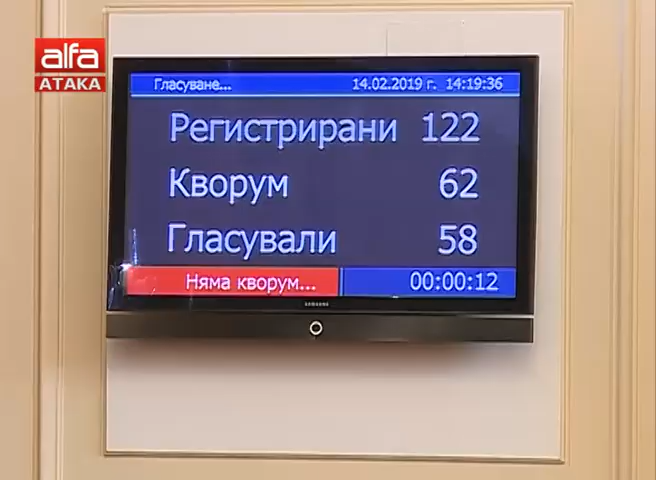 alfa
АТАКА
Гласуване... 14.02.2019 г. 14:19:36
Регистрирани 122
Кворум 62
Гласували 58
Няма кворум... 00:00:12
SAMSUNG